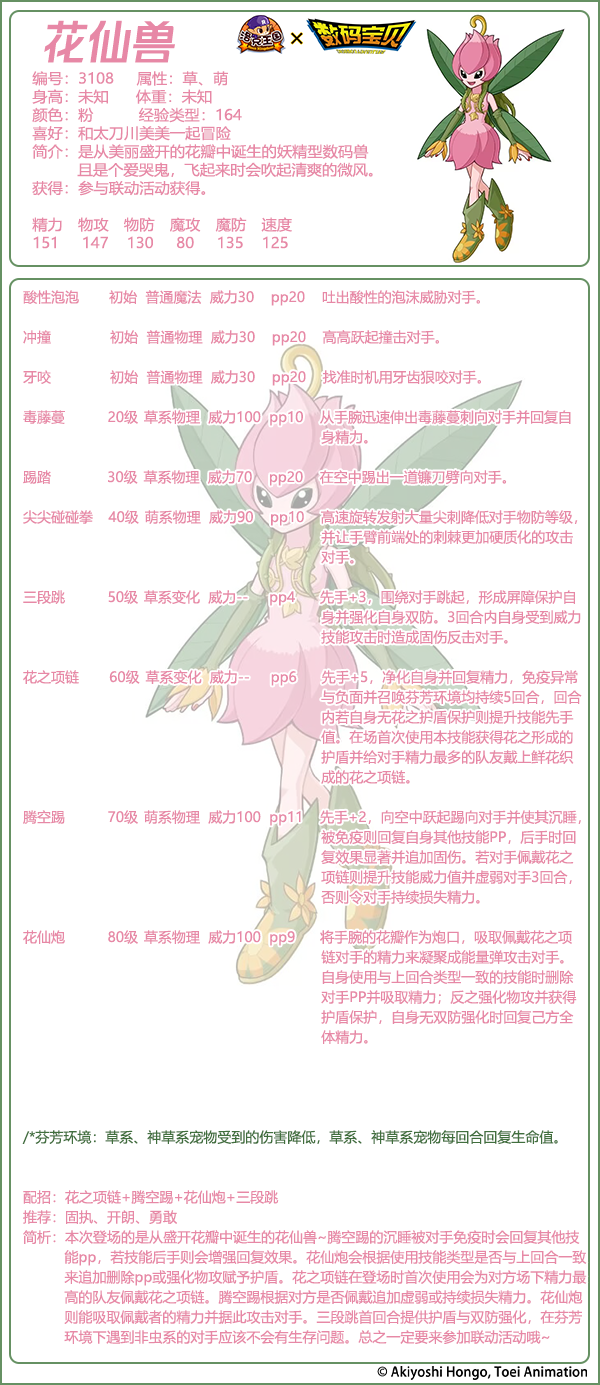 花仙兽
洛克王国 × 数码宝贝
编号：3108 属性：草、萌
身高：未知 体重：未知
颜色：粉 经验类型：164
喜好：和太刀川美美一起冒险
简介：是从美丽盛开的花瓣中诞生的妖精型数码兽
且是个爱哭鬼，飞起来时会吹起清爽的微风。
获得：参与联动活动获得。
精力 物攻 物防 魔攻 魔防 速度
151 147 130 80 135 125
酸性泡泡 初始 普通魔法 威力30 pp20 吐出酸性的泡沫威胁对手。
冲撞 初始 普通物理 威力30 pp20 高高跃起撞击对手。
牙咬 初始 普通物理 威力30 pp20 找准时机用牙齿狠咬对手。
毒藤蔓 20级 草系物理 威力100 pp10 从手腕迅速伸出毒藤蔓刺向对手并回复自
身精力。
踢踏 30级 草系物理 威力70 pp20 在空中踢出一道镰刀劈向对手。
尖尖碰碰拳 40级 萌系物理 威力90 pp10 高速旋转发射大量尖刺降低对手物防等级，
并让手臂前端处的刺棘更加硬质化的攻击
对手。
三段跳 50级 草系变化 威力-- pp4 先手+3，围绕对手跳起，形成屏障保护自
身并强化自身双防。3回合内自身受到威力
技能攻击时造成固伤反击对手。
花之项链 60级 草系变化 威力-- pp6 先手+5，净化自身并回复精力，免疫异常
与负面并召唤芬芳环境均持续5回合，回合
内若自身无花之护盾保护则提升技能先手
值。在场首次使用本技能获得花之形成的
护盾并给对手精力最多的队友戴上鲜花织
成的花之项链。
腾空踢 70级 萌系物理 威力100 pp11 先手+2，向空中跃起踢向对手并使其沉睡，
被免疫则回复自身其他技能PP，后手时回
复效果显著并追加固伤。若对手佩戴花之
项链则提升技能威力值并虚弱对手3回合，
否则令对手持续损失精力。
花仙炮 80级 草系物理 威力100 pp9 将手腕的花瓣作为炮口，吸取佩戴花之项
链对手的精力来凝聚成能量弹攻击对手。
自身使用与上回合类型一致的技能时删除
对手PP并吸取精力；反之强化物攻并获得
护盾保护，自身无双防强化时回复己方全
体精力。
/*芬芳环境：草系、神草系宠物受到的伤害降低，草系、神草系宠物每回合回复生命值。
配招：花之项链+腾空踢+花仙炮+三段跳
推荐：固执、开朗、勇敢
简析：本次登场的是从盛开花瓣中诞生的花仙兽~腾空踢的沉睡被对手免疫时会回复其他技
能pp，若技能后手则会增强回复效果。花仙炮会根据使用技能类型是否与上回合一致
来追加删除pp或强化物攻赋予护盾。花之项链在登场时首次使用会为对方场下精力最
高的队友佩戴花之项链。腾空踢根据对方是否佩戴追加虚弱或持续损失精力。花仙炮
则能吸取佩戴者的精力并据此攻击对手。三段跳首回合提供护盾与双防强化，在芬芳
环境下遇到非虫系的对手应该不会有生存问题。总之一定要来参加联动活动哦~
© Akiyoshi Hongo, Toei Animation